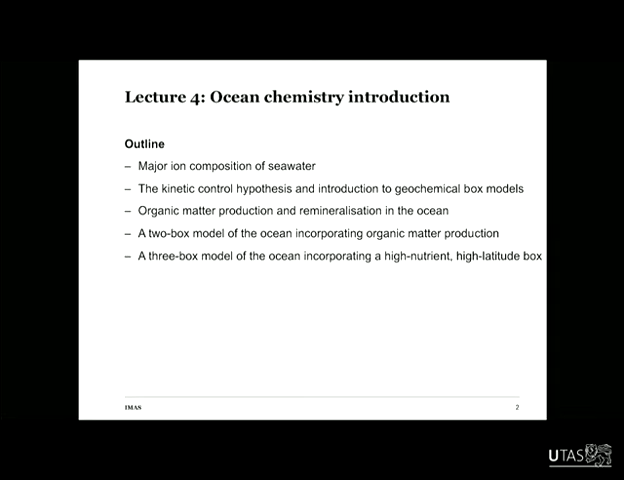 Lecture 4: Ocean chemistry introduction
Outline
– Major ion composition of seawater
– The kinetic control hypothesis and introduction to geochemical box models
– Organic matter production and remineralisation in the ocean
– A two-box model of the ocean incorporating organic matter production
– A three-box model of the ocean incorporating a high-nutrient, high-latitude box
IMAS 2
UTAS